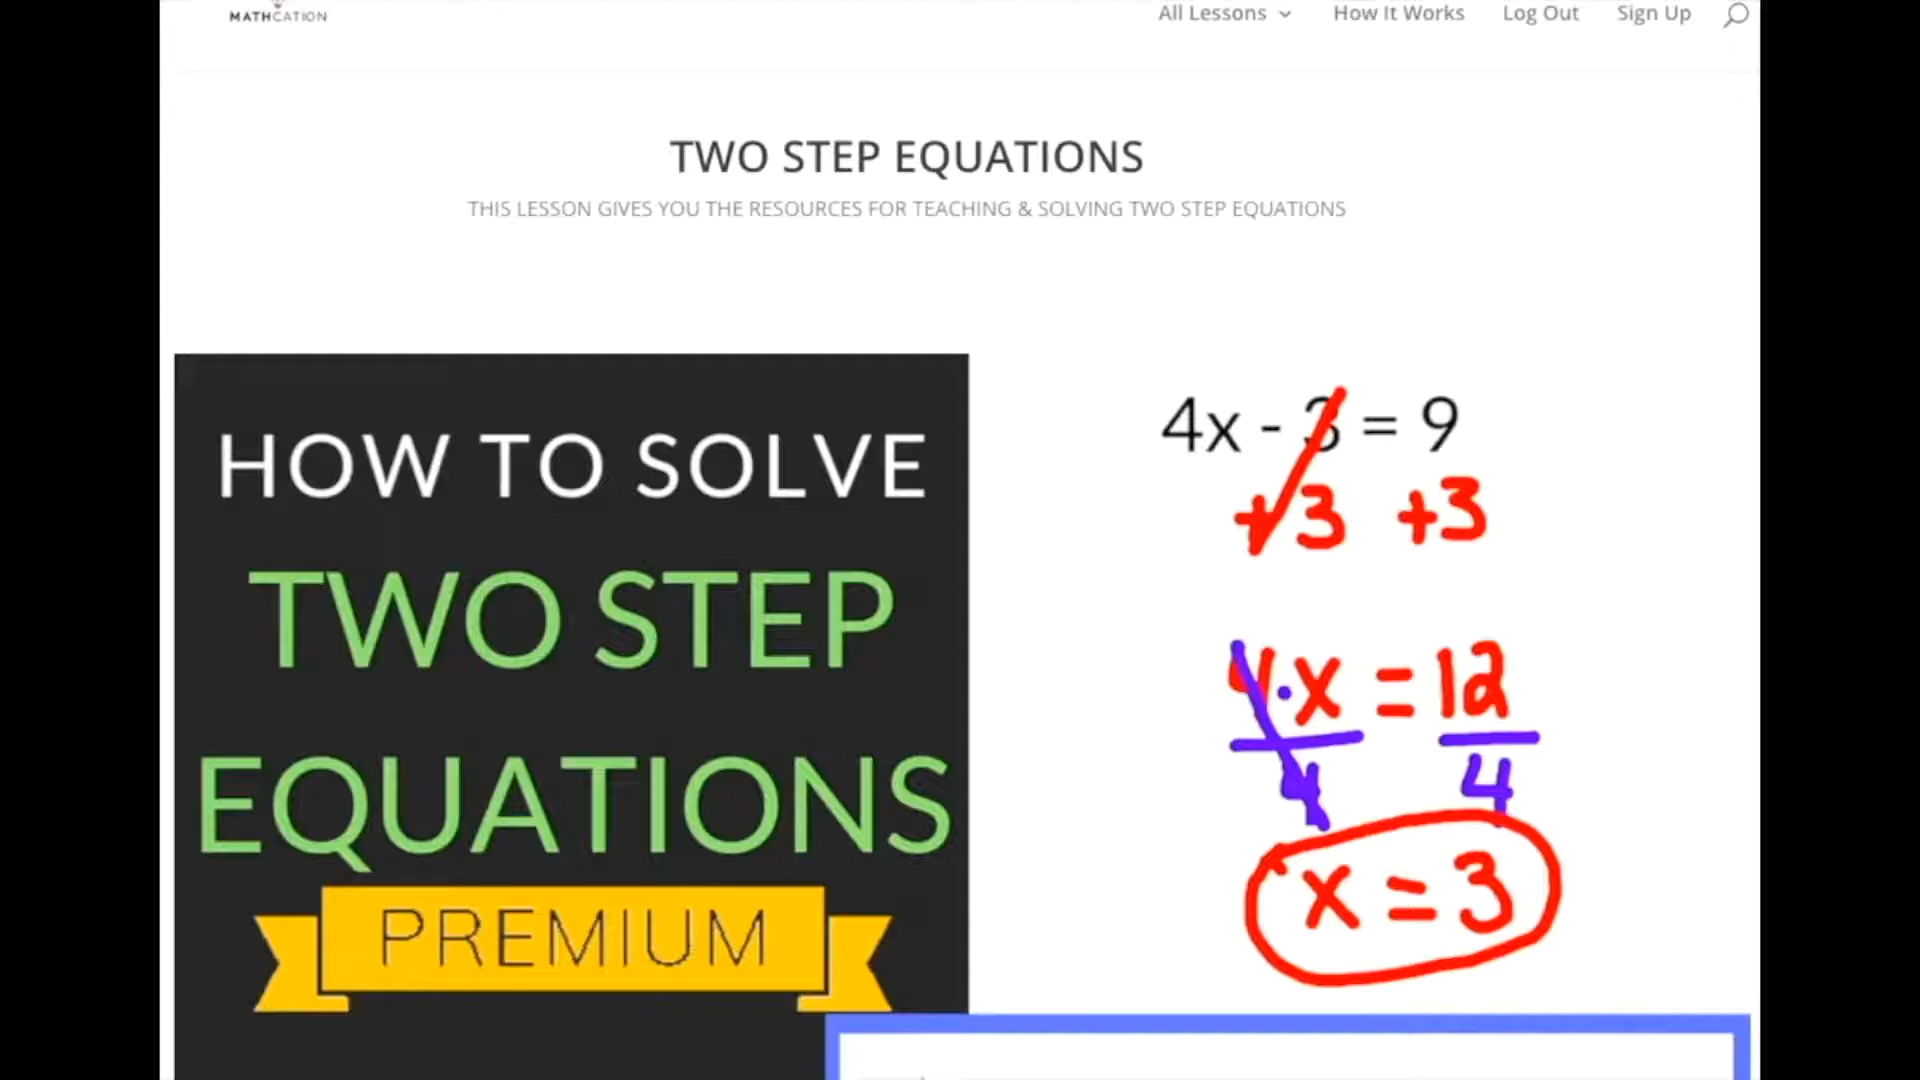 MATHCATION
All Lessons How It Works Log Out Sign Up
TWO STEP EQUATIONS
THIS LESSON GIVES YOU THE RESOURCES FOR TEACHING & SOLVING TWO STEP EQUATIONS
HOW TO SOLVE
TWO STEP
EQUATIONS
PREMIUM
4x - 3 = 9
+3 +3
4·x = 12
4 4
x = 3